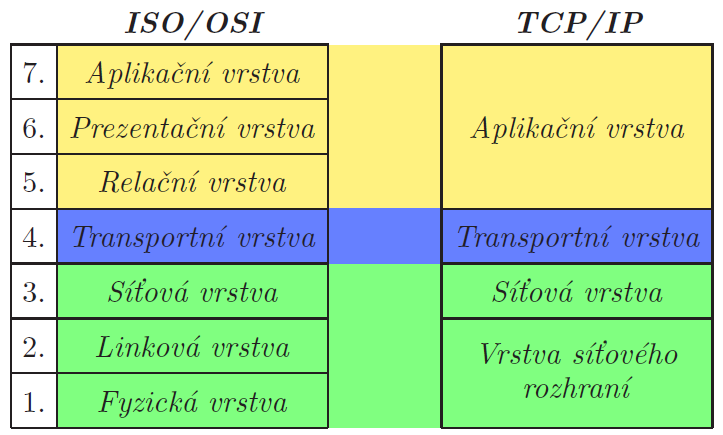 ISO/OSI TCP/IP
7. Aplikační vrstva
6. Prezentační vrstva Aplikační vrstva
5. Relační vrstva
4. Transportní vrstva Transportní vrstva
3. Síťová vrstva Síťová vrstva
2. Linková vrstva Vrstva síťového
1. Fyzická vrstva rozhraní